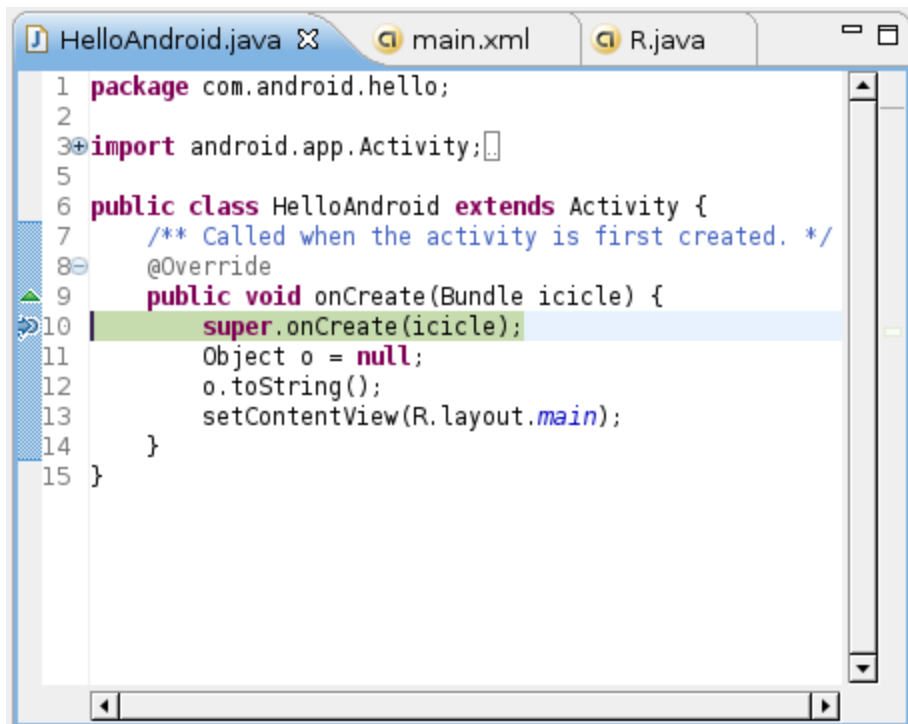 HelloAndroid.java main.xml R.java
1 package com.android.hello;
2
3 import android.app.Activity;
5
6 public class HelloAndroid extends Activity {
7 /** Called when the activity is first created. */
8 @Override
9 public void onCreate(Bundle icicle) {
10 super.onCreate(icicle);
11 Object o = null;
12 o.toString();
13 setContentView(R.layout.main);
14 }
15 }